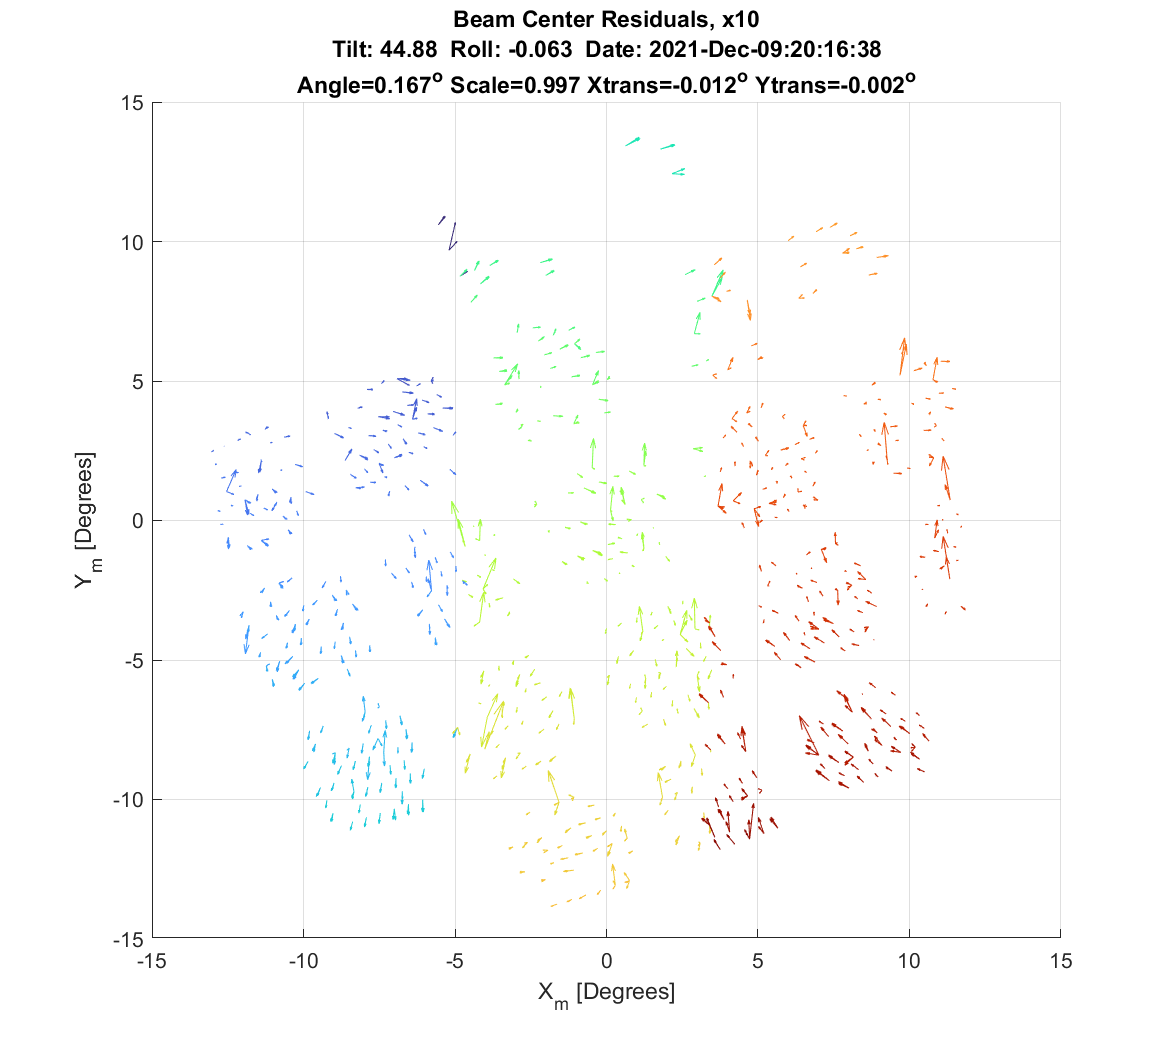 Beam Center Residuals, x10
Tilt: 44.88  Roll: -0.063  Date: 2021-Dec-09:20:16:38
Angle=0.167° Scale=0.997 Xtrans=-0.012° Ytrans=-0.002°
15
10
5
0
-5
-10
-15
Y_m [Degrees]
-15 -10 -5 0 5 10 15
X_m [Degrees]